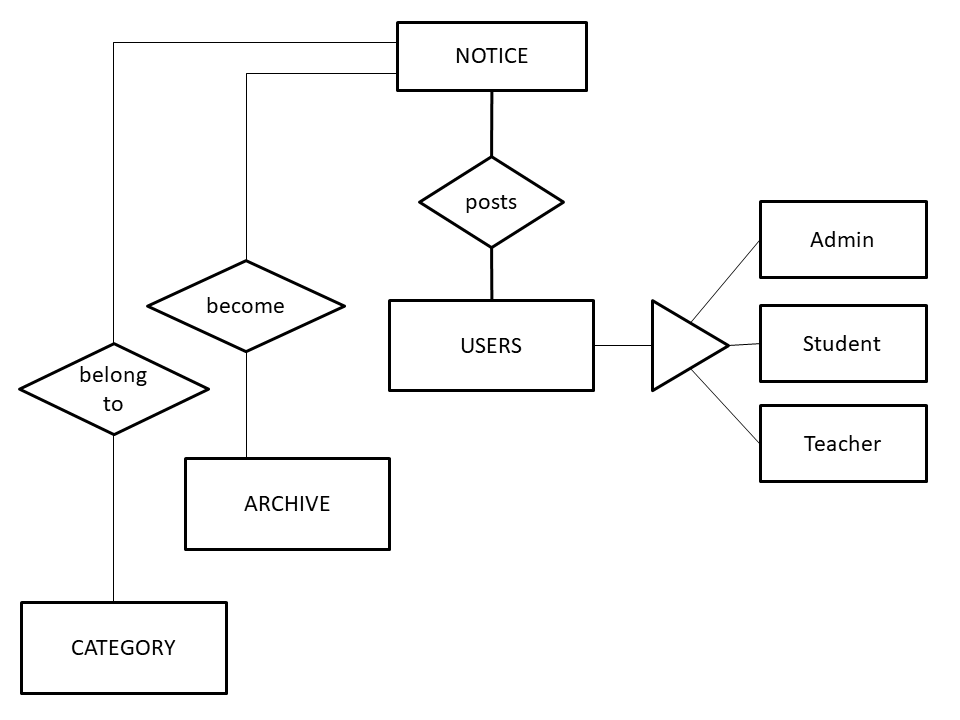 NOTICE
posts
Admin
become
USERS
Student
belong
to
Teacher
ARCHIVE
CATEGORY